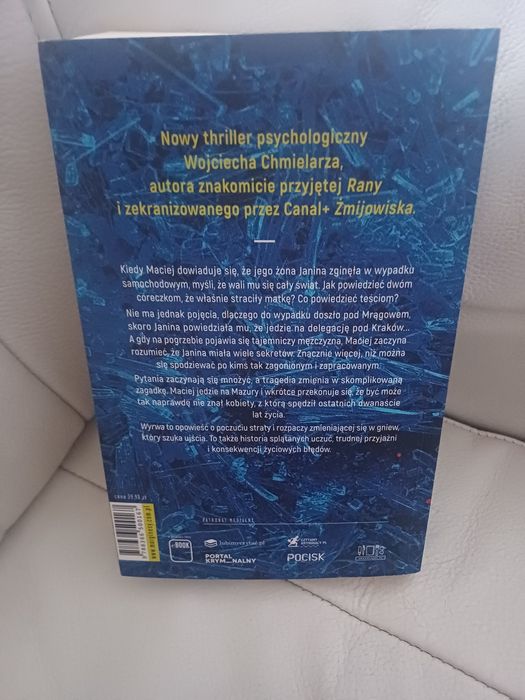 Nowy thriller psychologiczny
Wojciecha Chmielarza,
autora znakomicie przyjętej Rany
i zekranizowanego przez Canal+ Żmijowiska.
Kiedy Maciej dowiaduje się, że jego żona Janina zginęła w wypadku
samochodowym, myśli, że wali mu się cały świat. Jak powiedzieć dwóm
córeczkom, że właśnie straciły matkę? Co powiedzieć teściom?
Nie ma jednak pojęcia, dlaczego do wypadku doszło pod Mrągowem,
skoro Janina powiedziała mu, że jedzie na delegację pod Kraków...
A gdy na pogrzebie pojawia się tajemniczy mężczyzna, Maciej zaczyna
rozumieć, że Janina miała wiele sekretów. Znacznie więcej, niż można
się spodziewać po kimś tak zagonionym i zapracowanym.
Pytania zaczynają się mnożyć, a tragedia zmienia w skomplikowaną
zagadkę. Maciej jedzie na Mazury i wkrótce przekonuje się, że być może
tak naprawdę nie znał kobiety, z którą spędził ostatnich dwanaście
lat życia.
Wyrwa to opowieść o poczuciu straty i rozpaczy zmieniającej się w gniew,
który szuka ujścia. To także historia splątanych uczuć, trudnej przyjaźni
i konsekwencji życiowych błędów.
cena 39,90 zł
PATRONAT MEDIALNY
e-BOOK
lubimyczytać.pl
PORTAL
KRYM_NALNY
POCISK